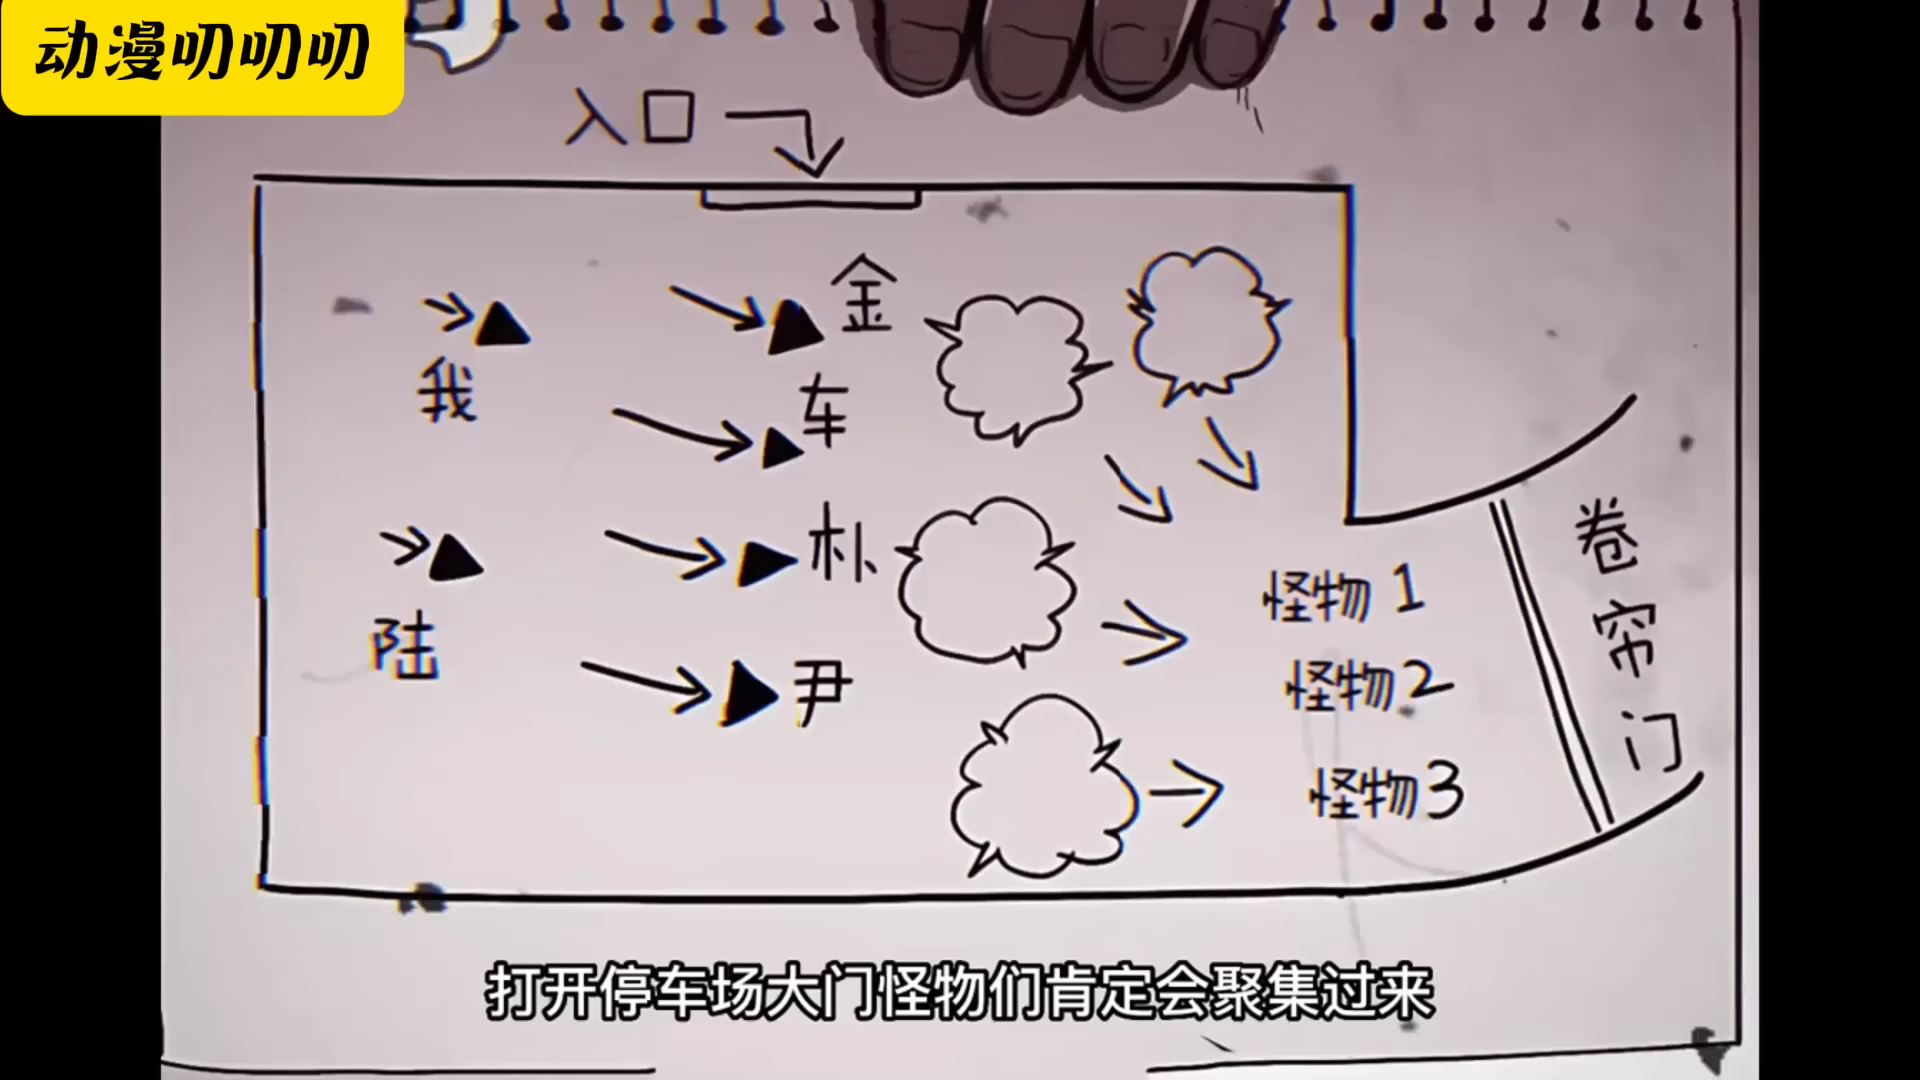 动漫叨叨叨
入口
金
我
车
朴
陆
尹
怪物1
怪物2
怪物3
卷帘门
打开停车场大门怪物们肯定会聚集过来